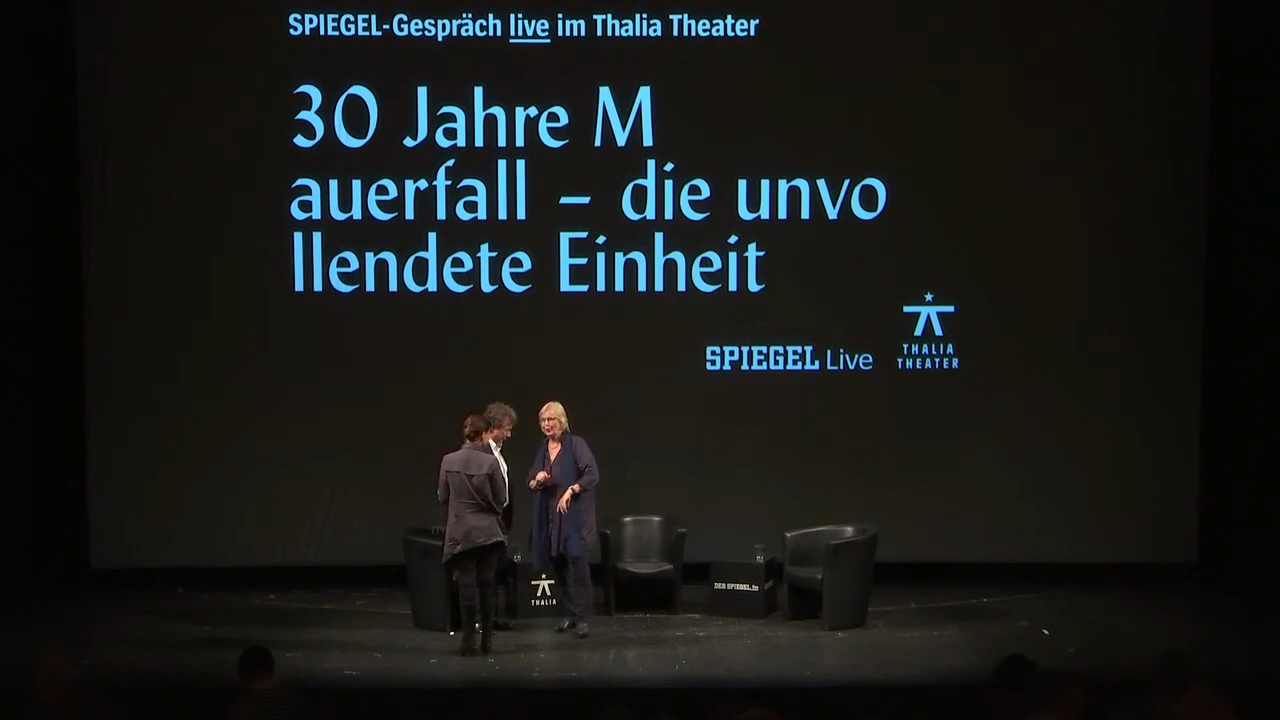 SPIEGEL-Gespräch live im Thalia Theater
30 Jahre M
auerfall – die unvo
llendete Einheit
SPIEGEL Live
THALIA
THEATER
THALIA
DER SPIEGEL live